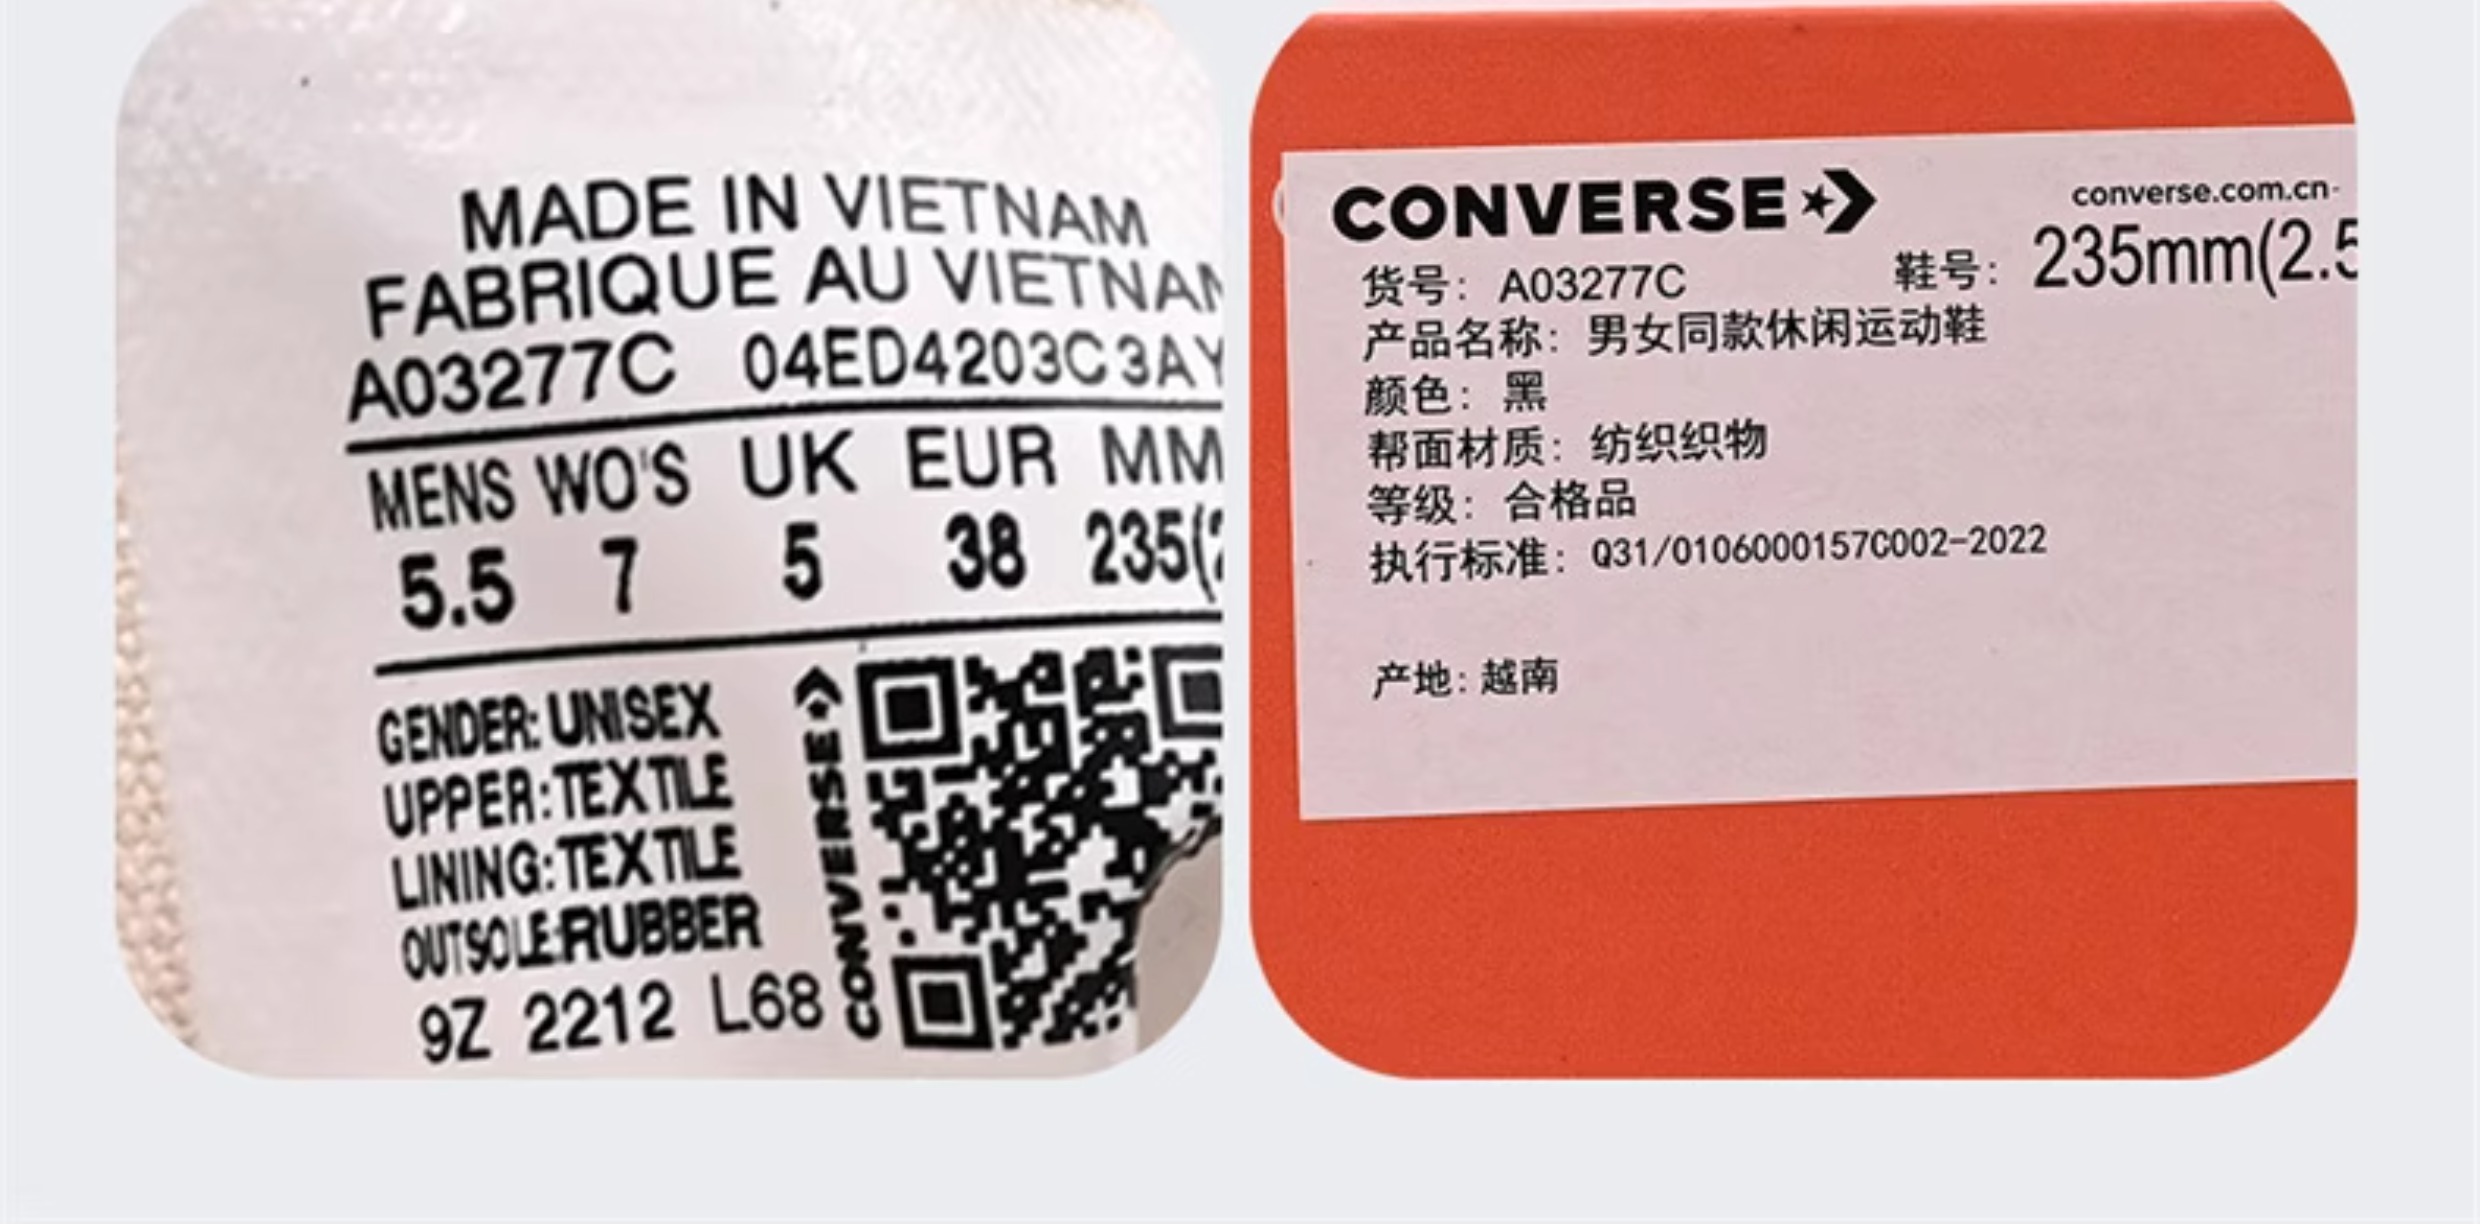 MADE IN VIETNAM
FABRIQUE AU VIETNAM
A03277C 04ED4203C3AY
MENS WO'S UK EUR MM
5.5 7 5 38 235(2
GENDER: UNISEX
UPPER: TEXTILE
LINING: TEXTILE
OUTSOLE: RUBBER
9Z 2212 L68
CONVERSE
CONVERSE
converse.com.cn
货号: A03277C 鞋号: 235mm(2.5
产品名称: 男女同款休闲运动鞋
颜色: 黑
帮面材质: 纺织织物
等级: 合格品
执行标准: Q31/0106000157C002-2022
产地: 越南